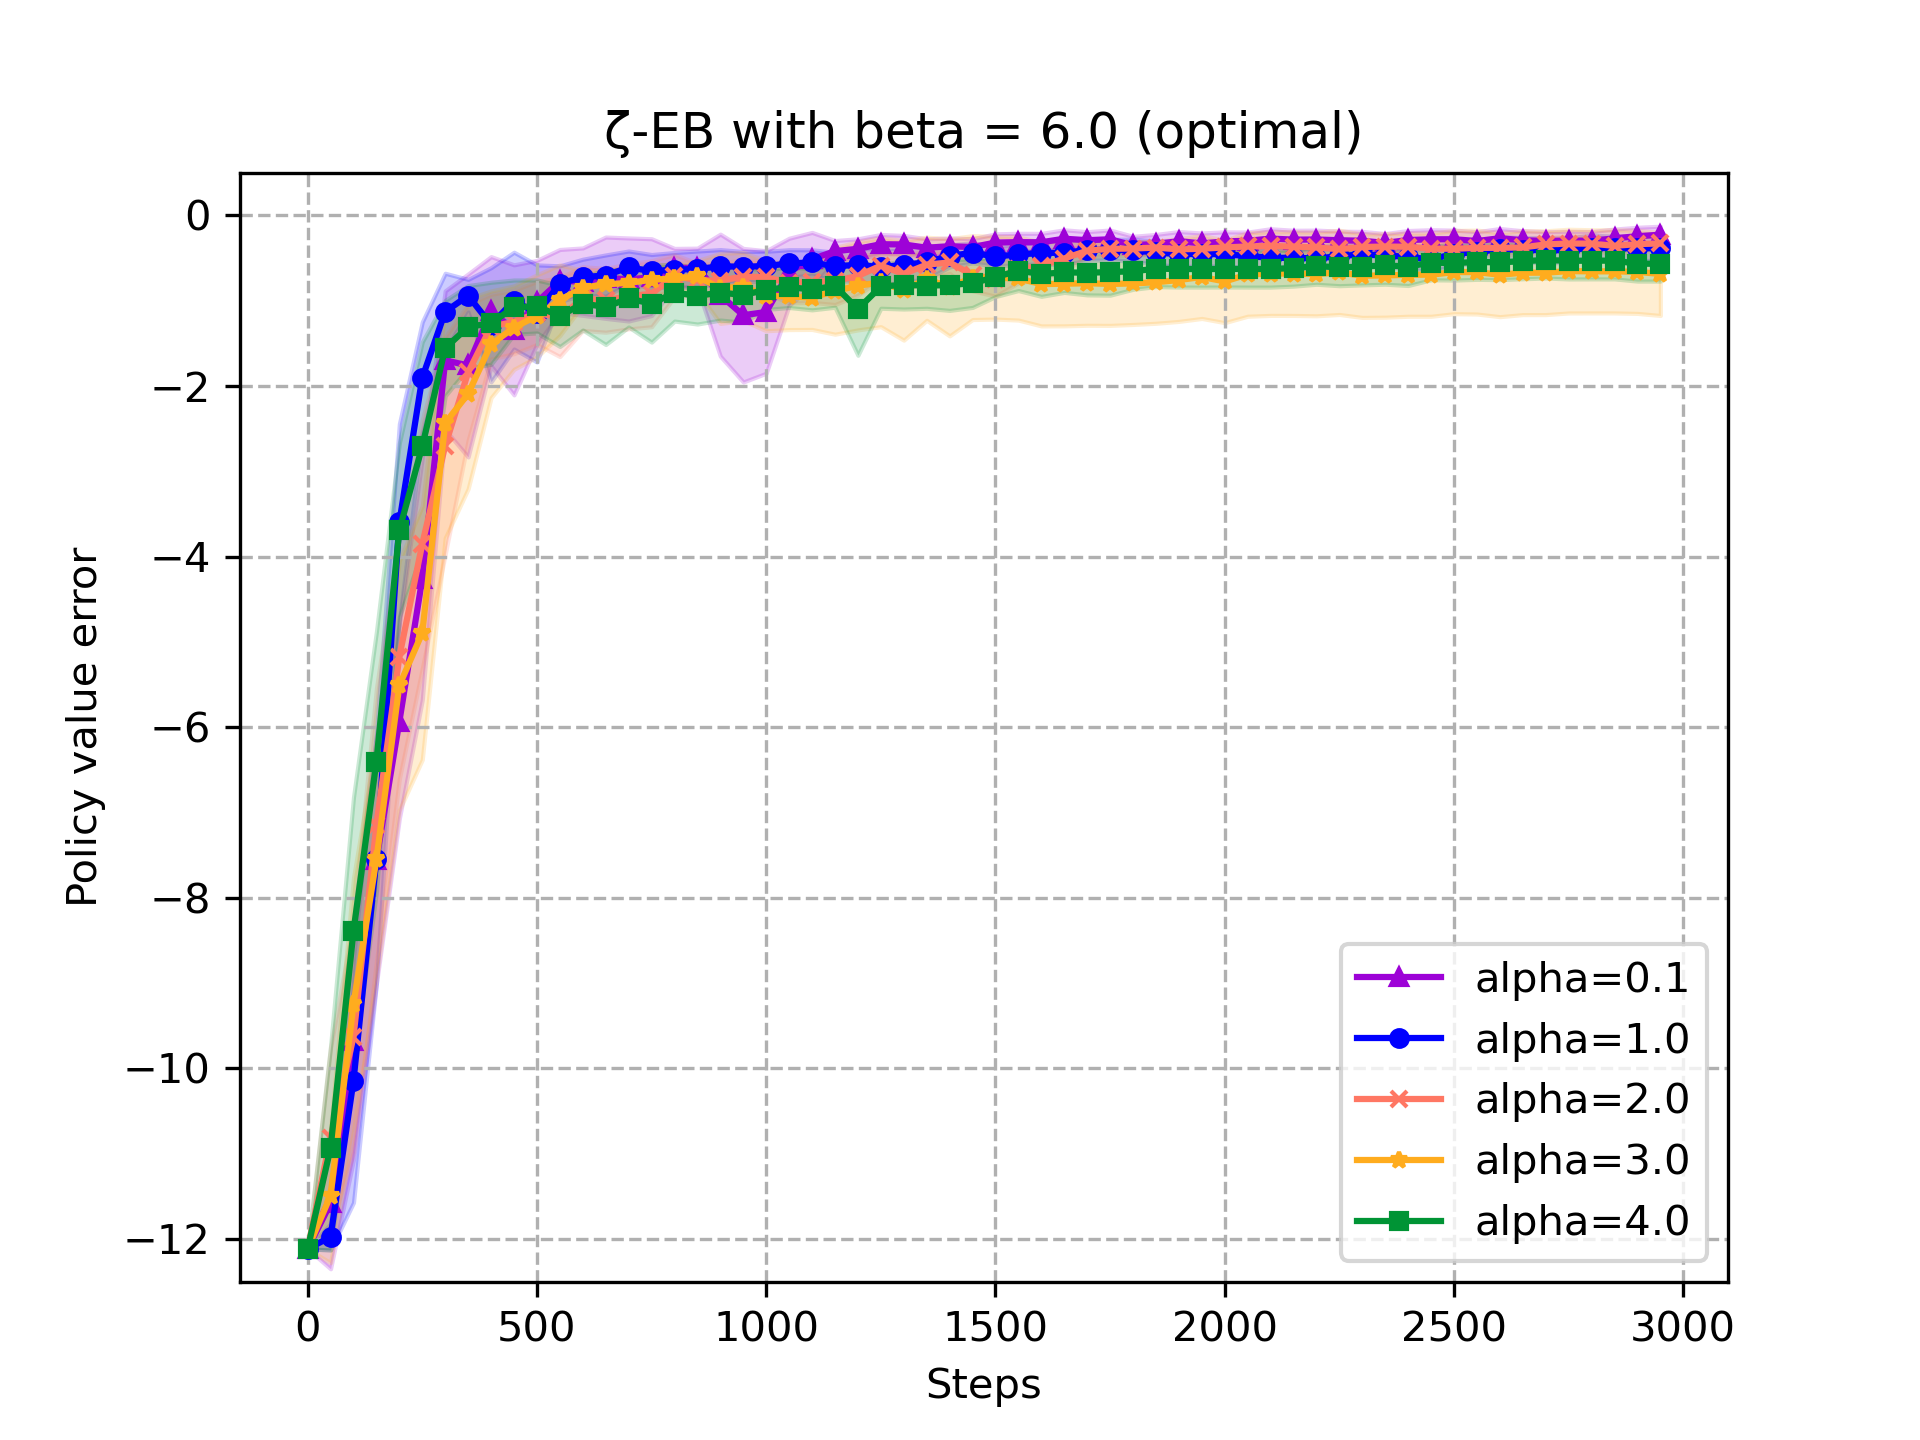 ζ-EB with beta = 6.0 (optimal)
Policy value error
0
−2
−4
−6
−8
−10
−12
0 500 1000 1500 2000 2500 3000
Steps
alpha=0.1
alpha=1.0
alpha=2.0
alpha=3.0
alpha=4.0